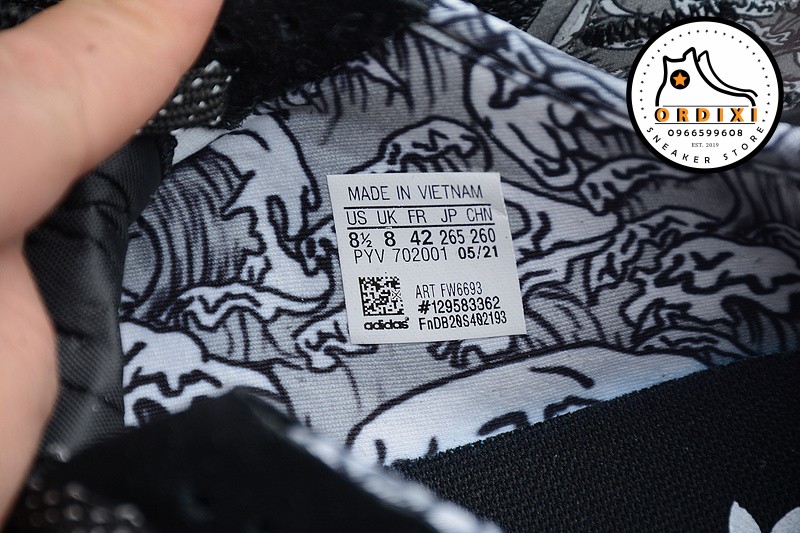 ORDIXI
0966599608
EST. 2019
SNEAKER STORE
MADE IN VIETNAM
US UK FR JP CHN
8½ 8 42 265 260
PYV 702001 05/21
ART FW6693
#129583362
adidas
FnDB20S402193